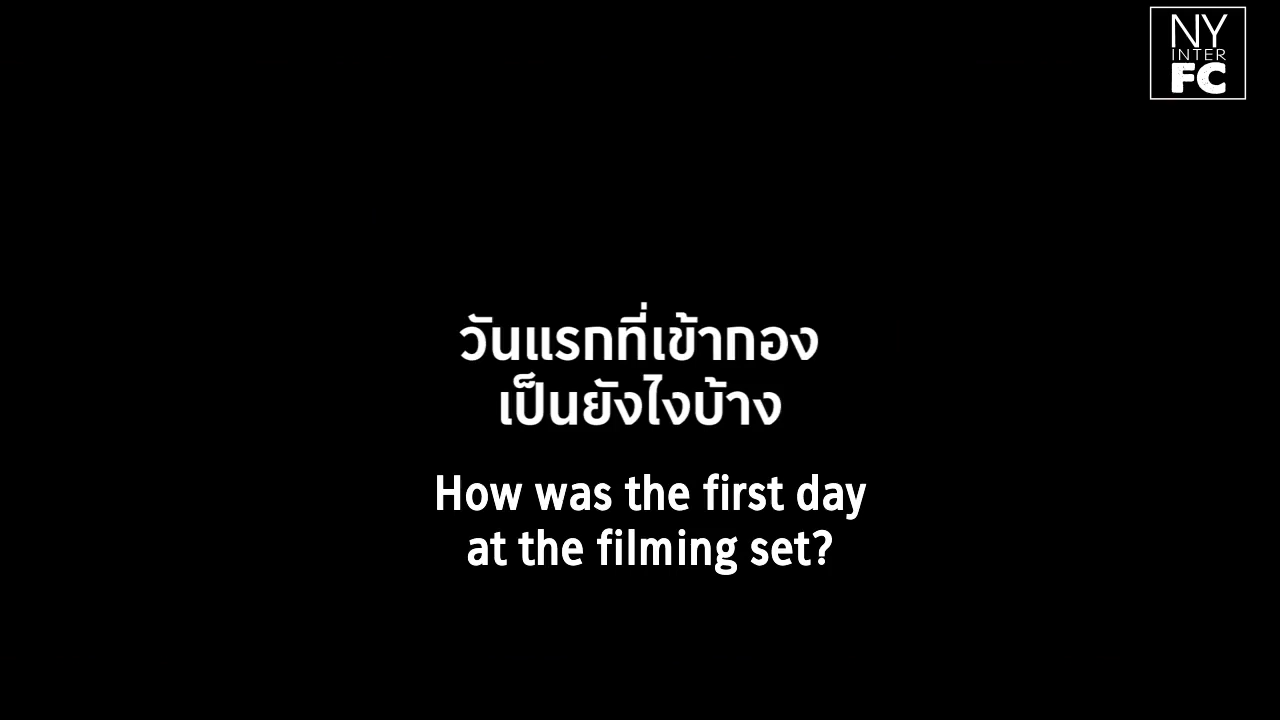 NY
INTER
FC
วันแรกที่เข้ากอง
เป็นยังไงบ้าง
How was the first day
at the filming set?